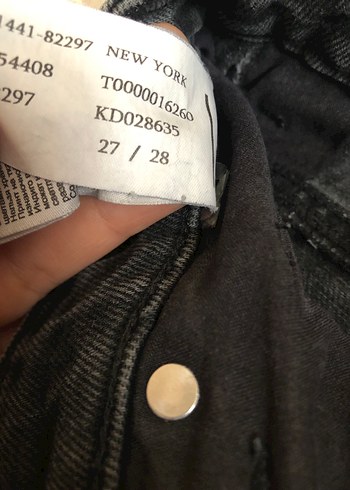 1441-82297 NEW YORK
54408 T0000016260
297 KD028635
27 / 28